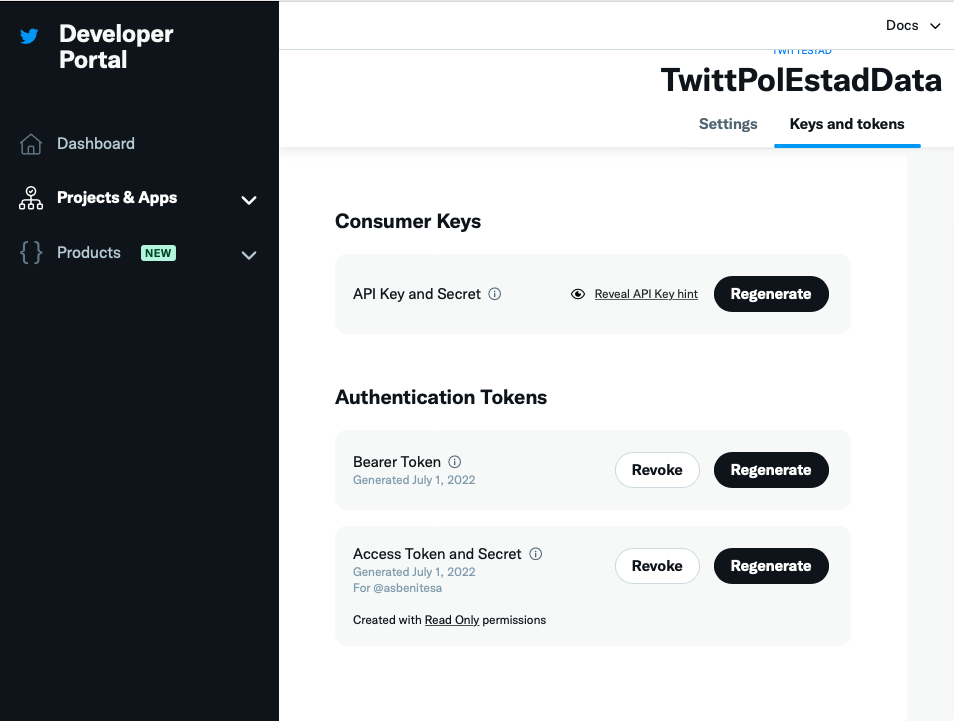 Developer
Portal
Dashboard
Projects & Apps
Products NEW
Docs
TWITTESTAD
TwittPolEstadData
Settings
Keys and tokens
Consumer Keys
API Key and Secret
Reveal API Key hint
Regenerate
Authentication Tokens
Bearer Token
Generated July 1, 2022
Revoke
Regenerate
Access Token and Secret
Generated July 1, 2022
For @asbenitesa
Revoke
Regenerate
Created with Read Only permissions